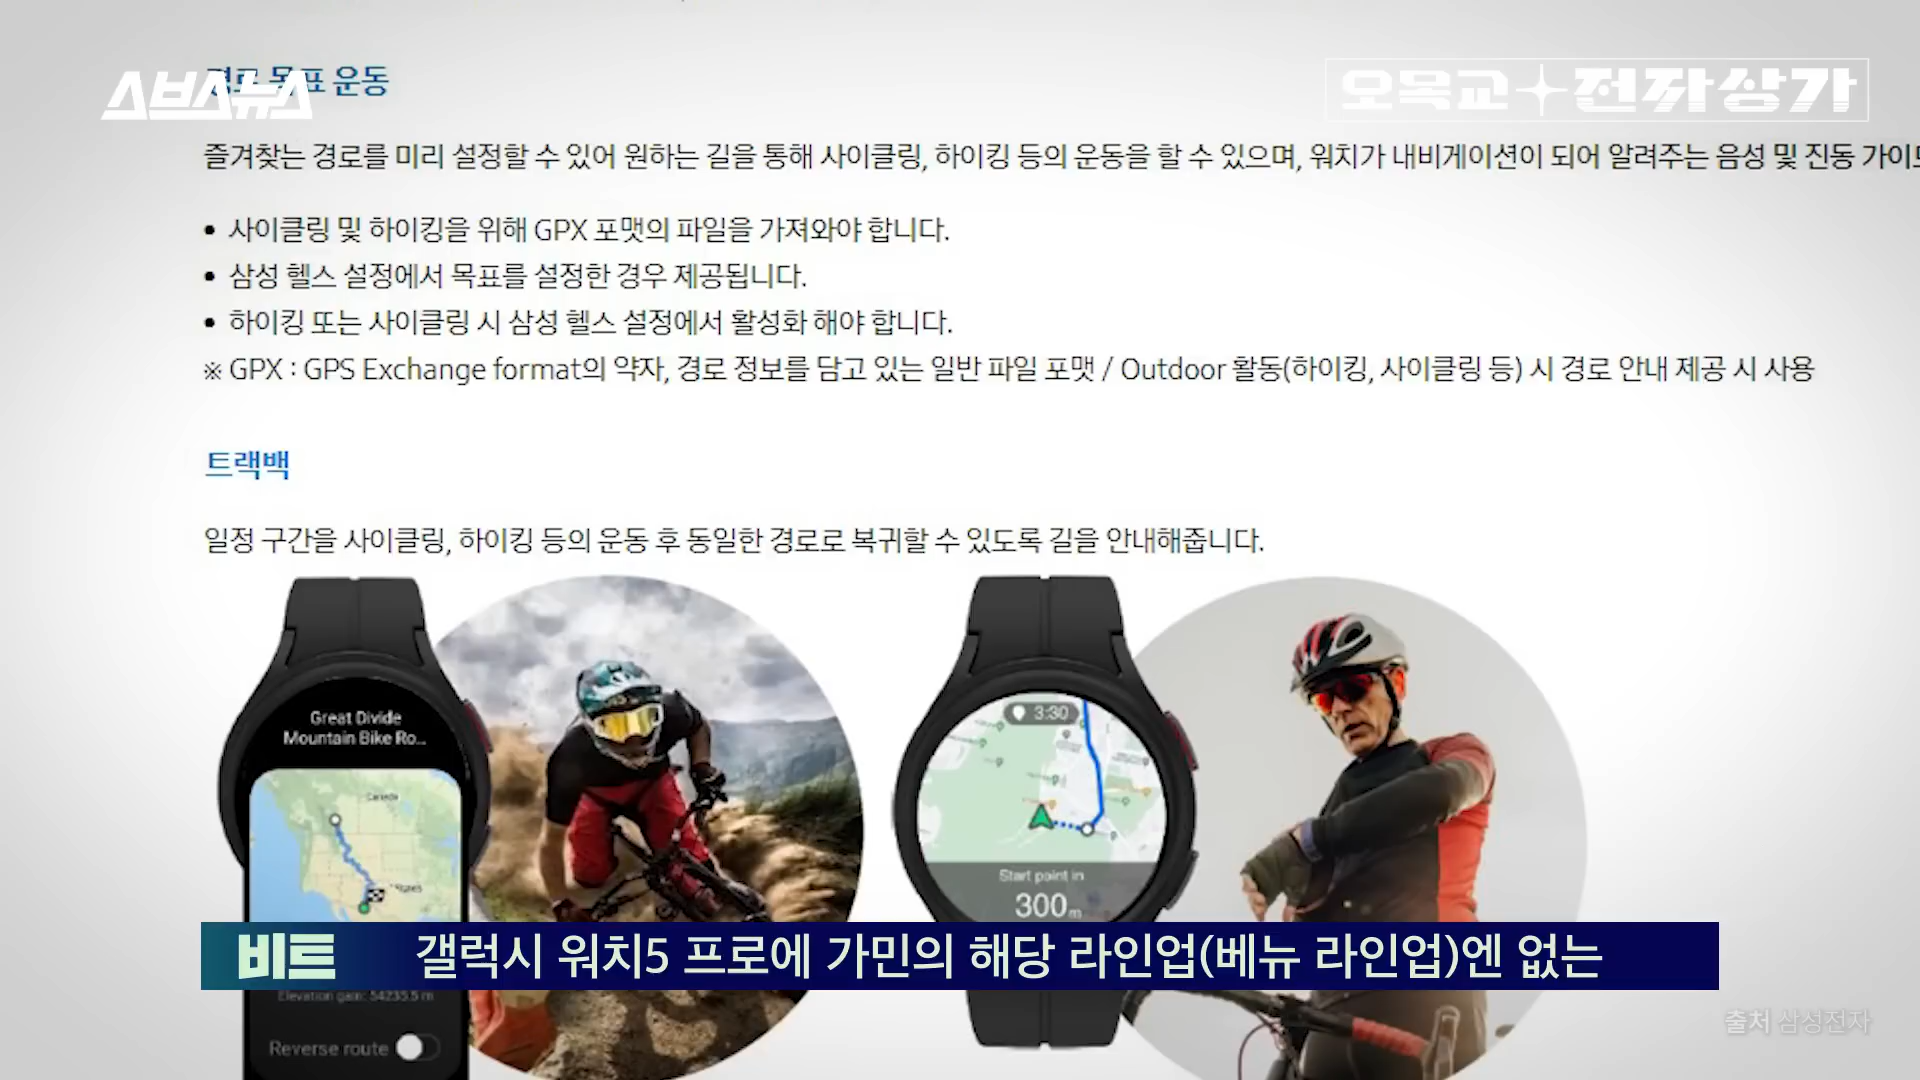 스브스뉴스
오목교 전자상가
경로 목표 운동
즐겨찾는 경로를 미리 설정할 수 있어 원하는 길을 통해 사이클링, 하이킹 등의 운동을 할 수 있으며, 워치가 내비게이션이 되어 알려주는 음성 및 진동 가이드
• 사이클링 및 하이킹을 위해 GPX 포맷의 파일을 가져와야 합니다.
• 삼성 헬스 설정에서 목표를 설정한 경우 제공됩니다.
• 하이킹 또는 사이클링 시 삼성 헬스 설정에서 활성화 해야 합니다.
※ GPX : GPS Exchange format의 약자, 경로 정보를 담고 있는 일반 파일 포맷 / Outdoor 활동(하이킹, 사이클링 등) 시 경로 안내 제공 시 사용
트랙백
일정 구간을 사이클링, 하이킹 등의 운동 후 동일한 경로로 복귀할 수 있도록 길을 안내해줍니다.
Great Divide
Mountain Bike Ro...
Canada
3:30
Start point in
300m
비트 갤럭시 워치5 프로에 가민의 해당 라인업(베뉴 라인업)엔 없는
Elevation gain: 54235.5 m
Reverse route
출처 삼성전자